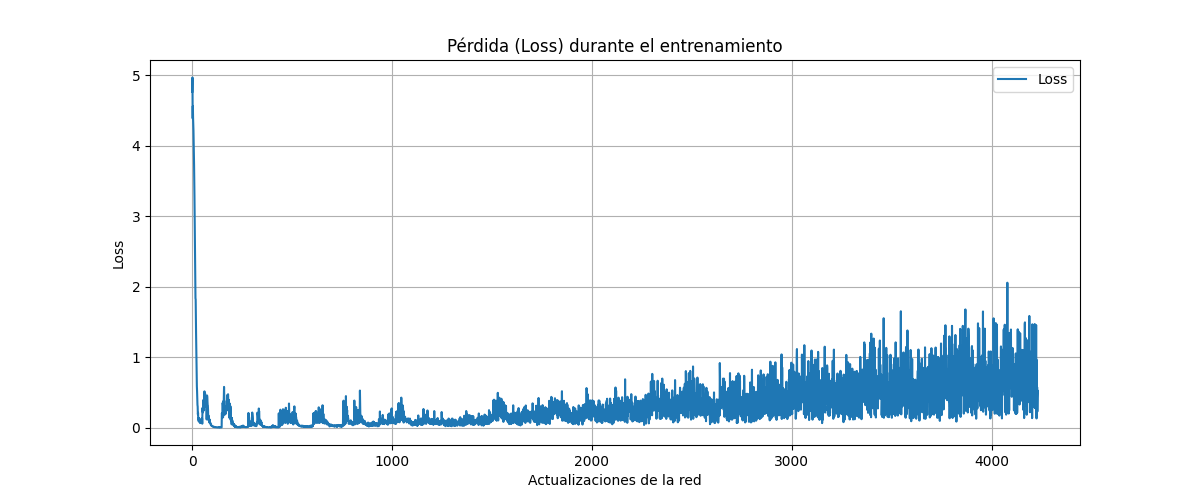 Pérdida (Loss) durante el entrenamiento
Loss
5
4
3
2
1
0
Loss
0 1000 2000 3000 4000
Actualizaciones de la red